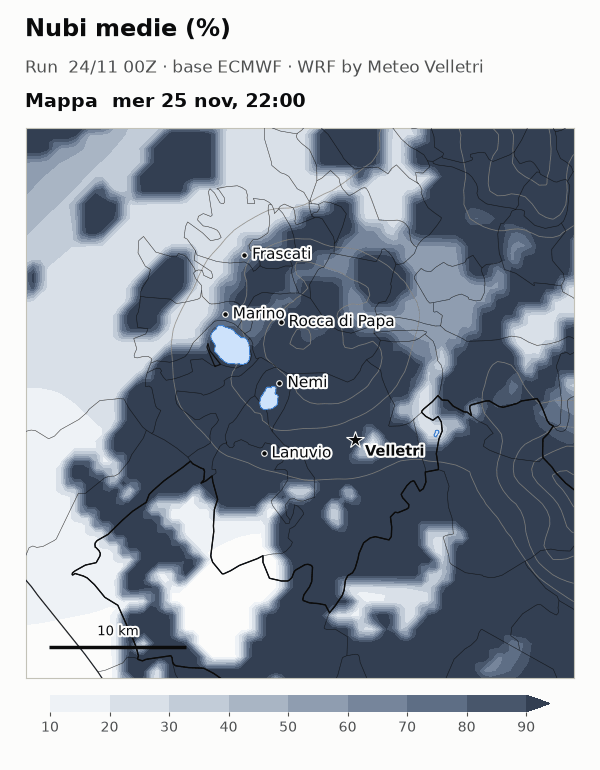 Nubi medie (%)
Run  24/11 00Z · base ECMWF · WRF by Meteo Velletri
Mappa  mer 25 nov, 22:00
Frascati
Marino
Rocca di Papa
Nemi
Velletri
Lanuvio
10 km
10 20 30 40 50 60 70 80 90